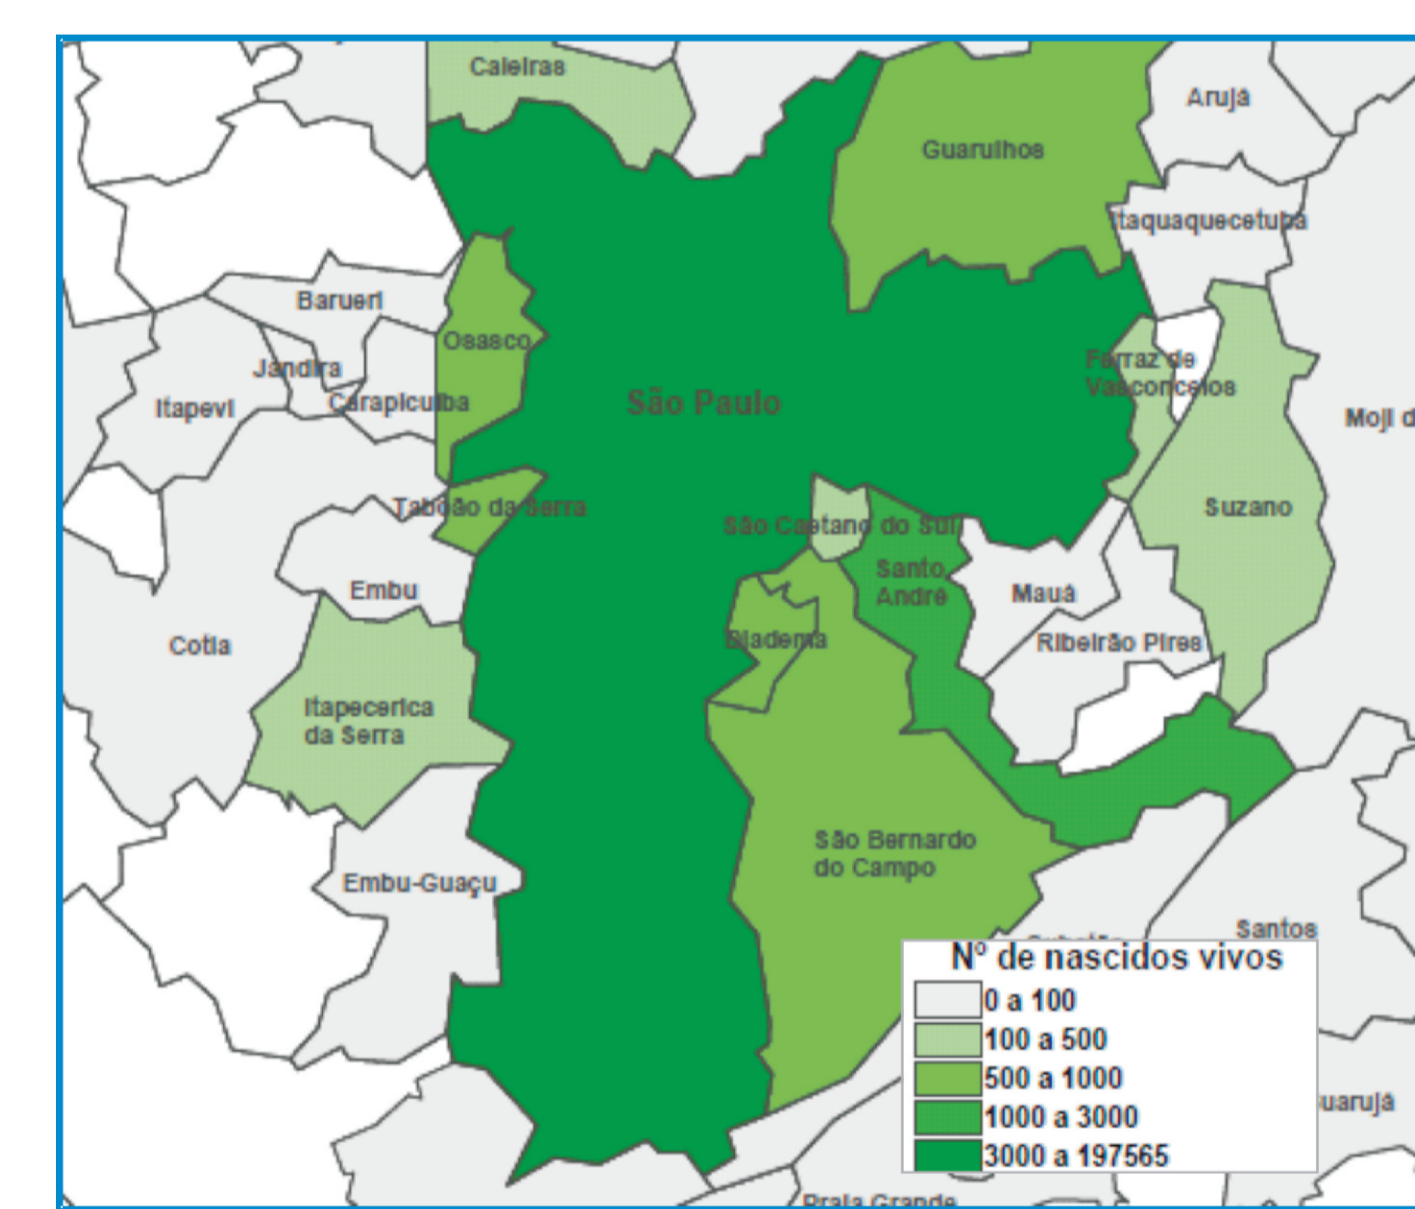 Caleiras
Arujá
Guarulhos
Itaquaquecetuba
Barueri
Osasco
Jandira
Ferraz de
Vasconcelos
Carapicuíba
São Paulo
Itapevi
Moji d
Taboão da Serra
Suzano
São Caetano do Sul
Santo
André
Embu
Mauá
Cotia
Diadema
Ribeirão Pires
Itapecerica
da Serra
São Bernardo
do Campo
Embu-Guaçu
Santos
Nº de nascidos vivos
0 a 100
100 a 500
500 a 1000
1000 a 3000
3000 a 197565
uarujá
Praia Grande